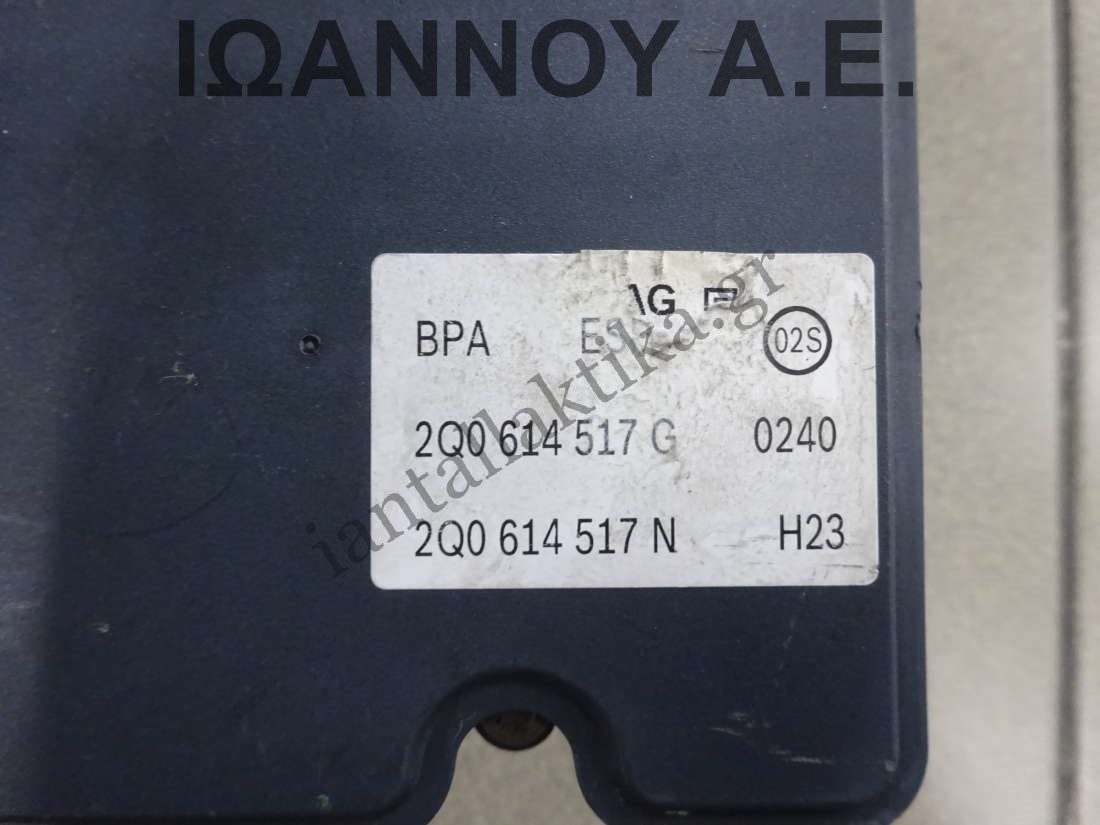 ΙΩΑΝΝΟΥ Α.Ε.
BPA 02S
2Q0 614 517 G 0240
2Q0 614 517 N H23
iantallaktika.gr